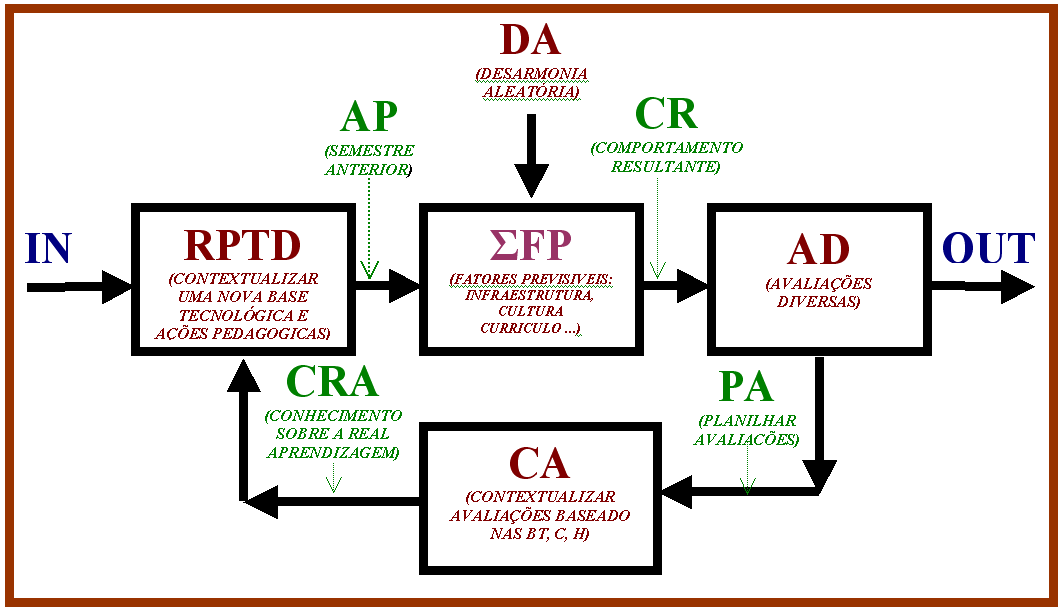 DA
(DESARMONIA
ALEATÓRIA)
AP
(SEMESTRE
ANTERIOR)
CR
(COMPORTAMENTO
RESULTANTE)
IN
RPTD
(CONTEXTUALIZAR
UMA NOVA BASE
TECNOLÓGICA E
AÇÕES PEDAGOGICAS)
ΣFP
(FATORES PREVISIVEIS:
INFRAESTRUTURA,
CULTURA
CURRICULO ...)
AD
(AVALIAÇÕES
DIVERSAS)
OUT
CRA
(CONHECIMENTO
SOBRE A REAL
APRENDIZAGEM)
CA
(CONTEXTUALIZAR
AVALIAÇÕES BASEADO
NAS BT, C, H)
PA
(PLANILHAR
AVALIACÕES)